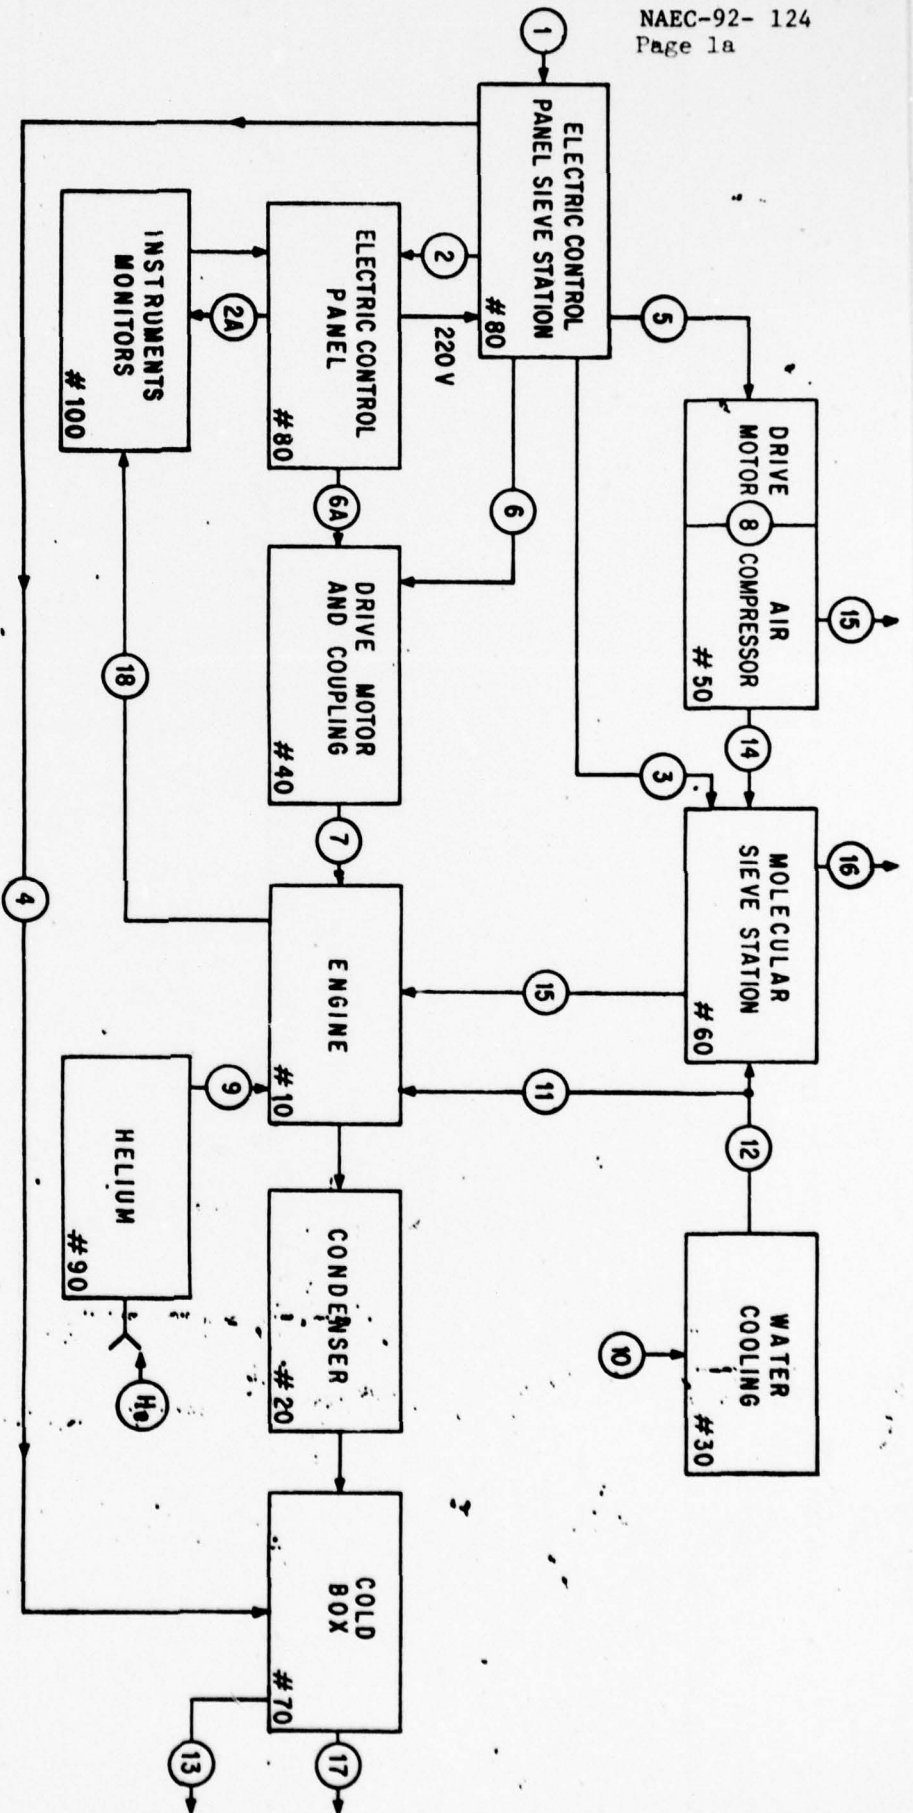 NAEC-92- 124
Page 1a
1
ELECTRIC CONTROL
PANEL SIEVE STATION
#80
5
DRIVE
MOTOR
8
AIR
COMPRESSOR
#50
15
14
3
MOLECULAR
SIEVE STATION
#60
16
12
WATER
COOLING
#30
10
2
220V
6
ELECTRIC CONTROL
PANEL
#80
2A
6A
DRIVE MOTOR
AND COUPLING
#40
7
ENGINE
#10
15
11
CONDENSER
#20
COLD
BOX
#70
17
13
INSTRUMENTS
MONITORS
#100
18
9
HELIUM
#90
He
4